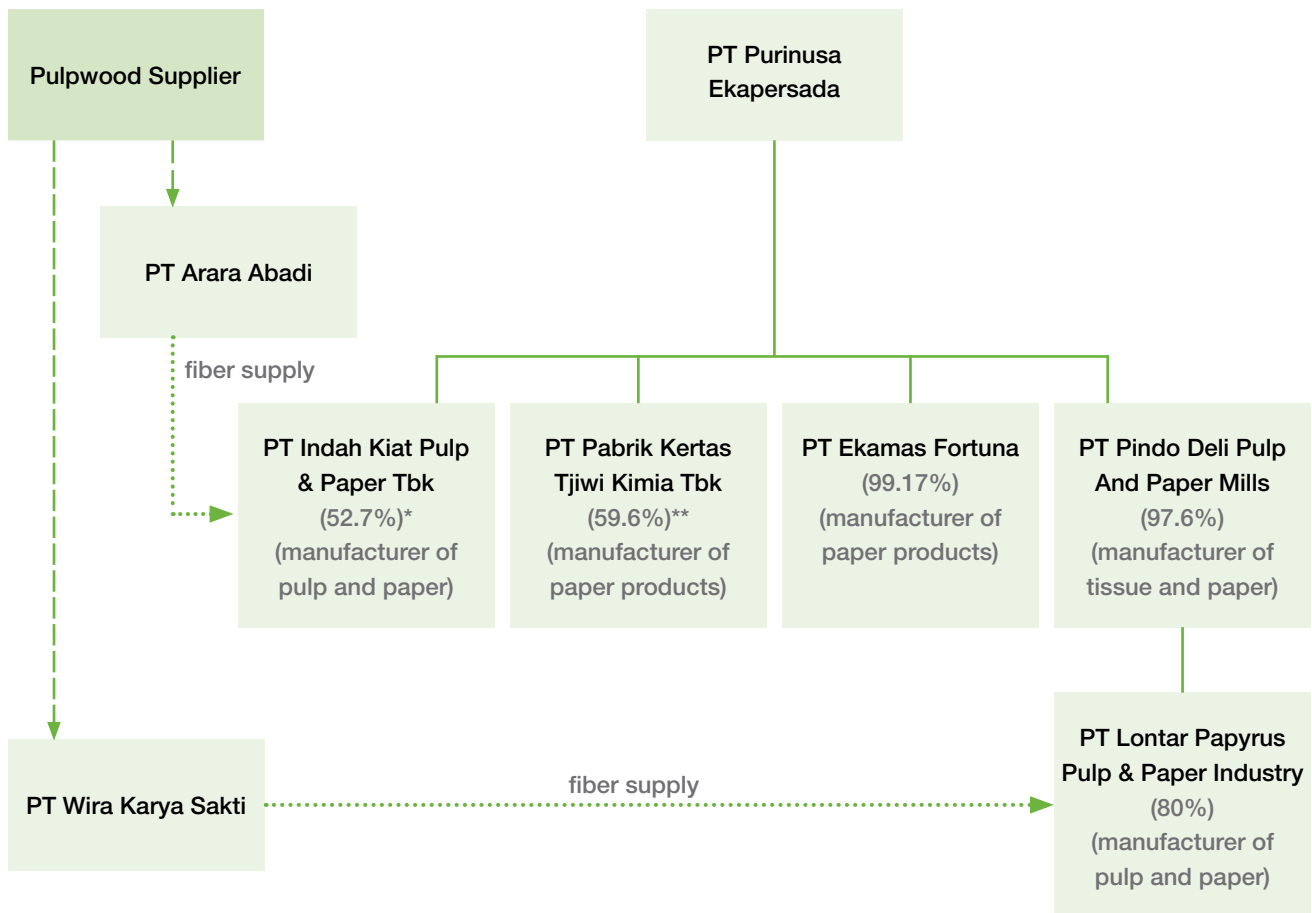 Pulpwood Supplier
PT Purinusa
Ekapersada
PT Arara Abadi
fiber supply
PT Indah Kiat Pulp
& Paper Tbk
(52.7%)*
(manufacturer of
pulp and paper)
PT Pabrik Kertas
Tjiwi Kimia Tbk
(59.6%)**
(manufacturer of
paper products)
PT Ekamas Fortuna
(99.17%)
(manufacturer of
paper products)
PT Pindo Deli Pulp
And Paper Mills
(97.6%)
(manufacturer of
tissue and paper)
PT Wira Karya Sakti
fiber supply
PT Lontar Papyrus
Pulp & Paper Industry
(80%)
(manufacturer of
pulp and paper)